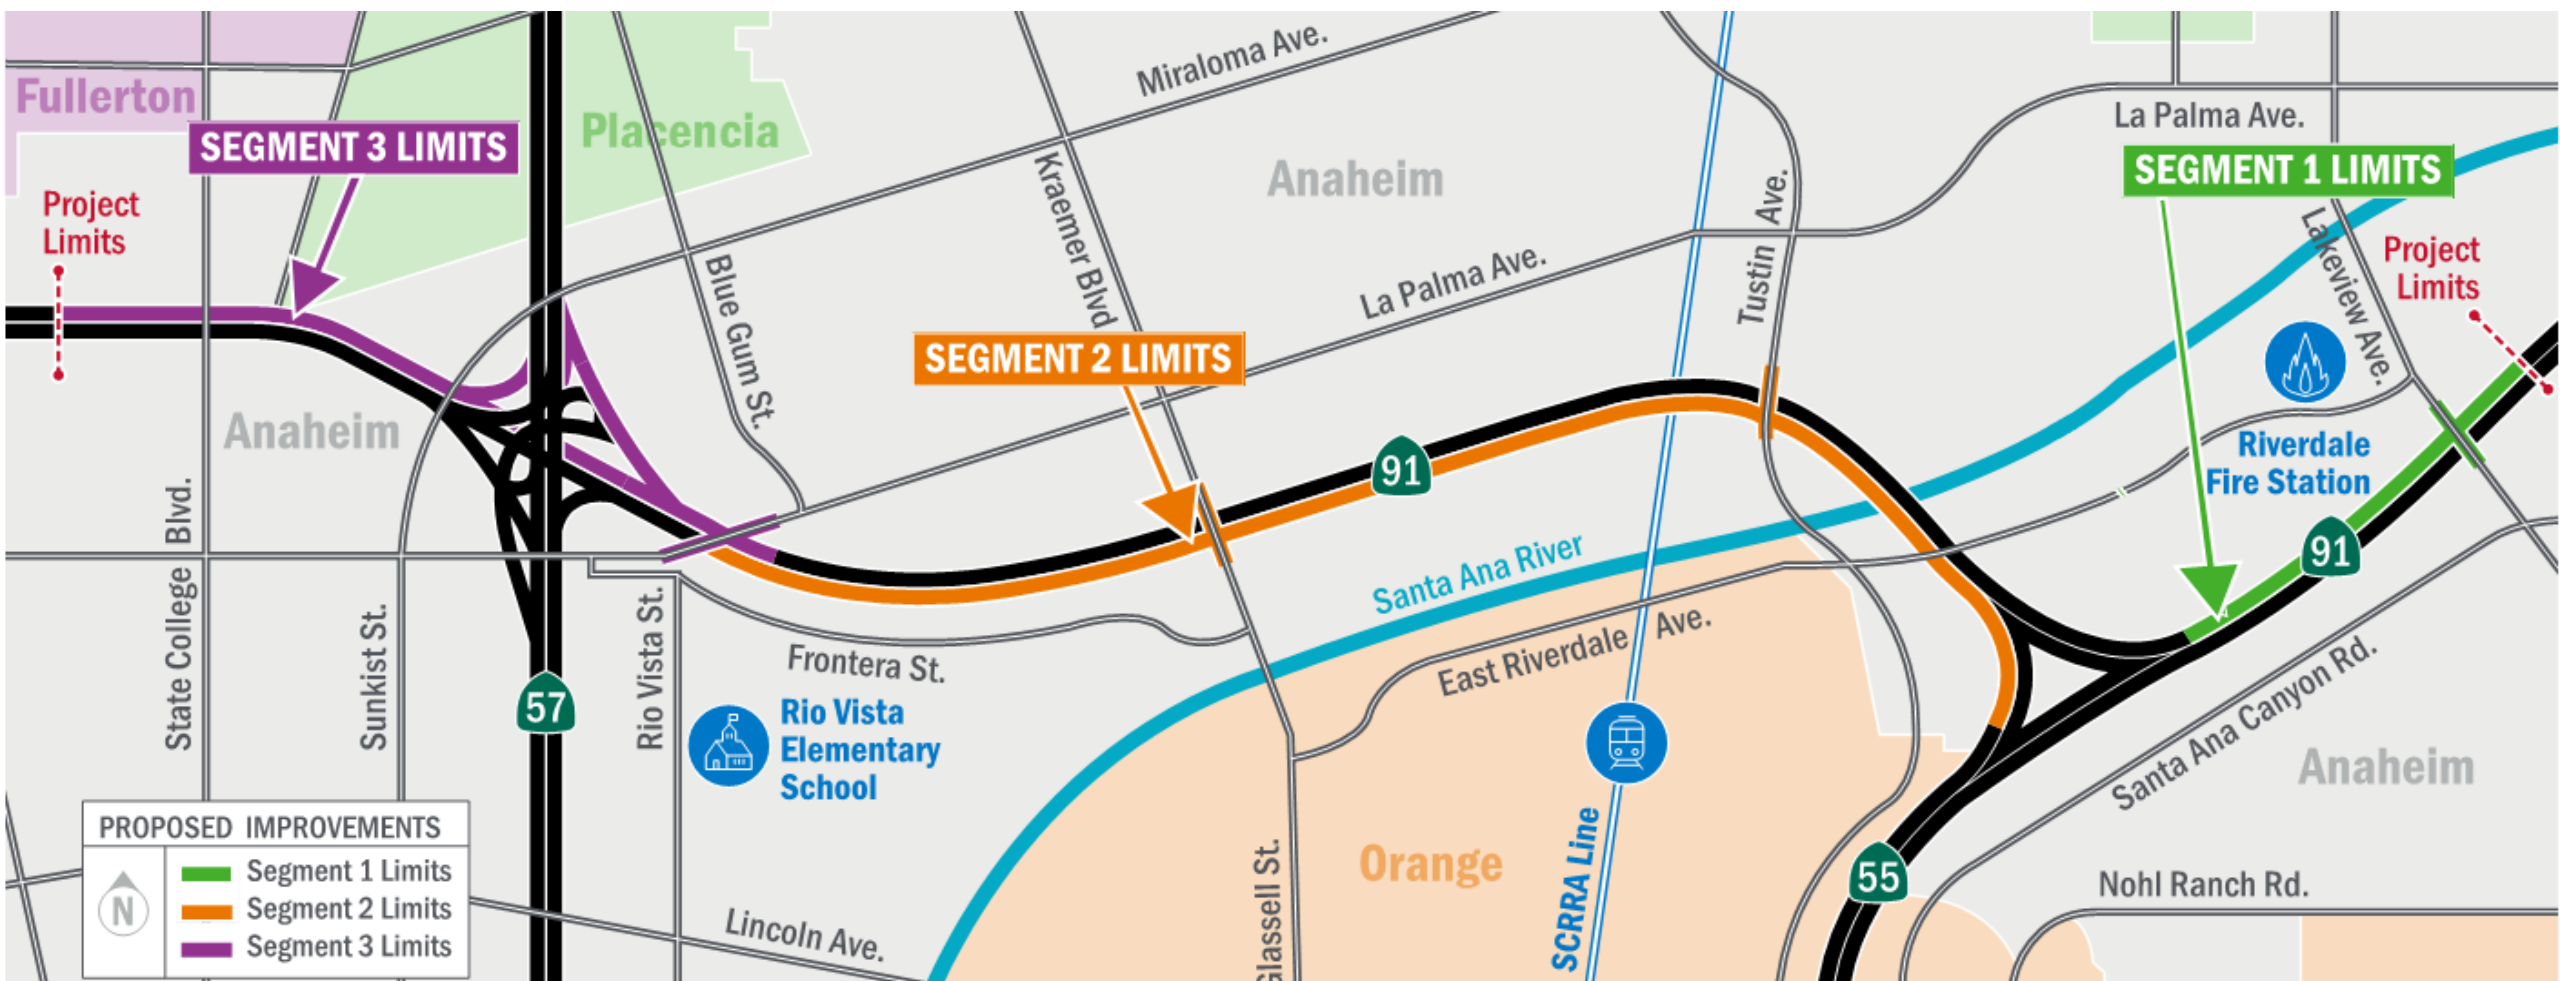 Fullerton
Placencia
Miraloma Ave.
La Palma Ave.
SEGMENT 3 LIMITS
SEGMENT 1 LIMITS
Project
Limits
Anaheim
Kraemer Blvd
Tustin Ave.
Lakeview Ave.
Project
Limits
Blue Gum St.
La Palma Ave.
SEGMENT 2 LIMITS
Anaheim
91
Riverdale
Fire Station
91
State College Blvd.
Sunkist St.
Rio Vista St.
Santa Ana River
East Riverdale Ave.
Frontera St.
57
Rio Vista
Elementary
School
Santa Ana Canyon Rd.
Anaheim
Orange
SCRRA Line
Glassell St.
55
Nohl Ranch Rd.
Lincoln Ave.
PROPOSED IMPROVEMENTS
N
Segment 1 Limits
Segment 2 Limits
Segment 3 Limits